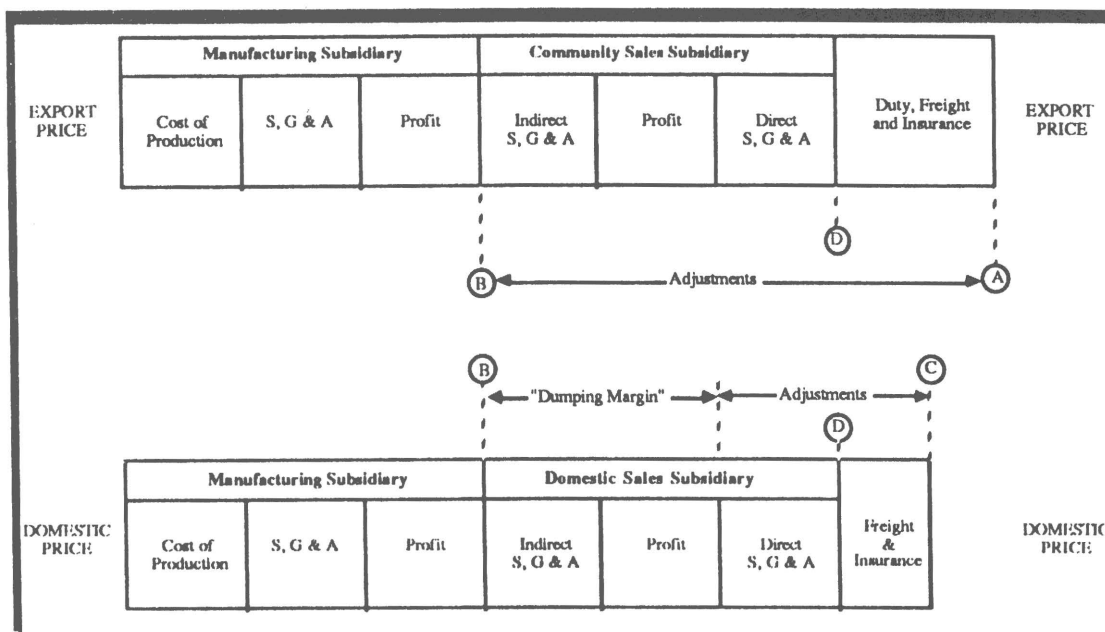 Manufacturing Subsidiary
Community Sales Subsidiary
EXPORT
PRICE
Cost of
Production
S, G & A
Profit
Indirect
S, G & A
Profit
Direct
S, G & A
Duty, Freight
and Insurance
EXPORT
PRICE
D
B
Adjustments
A
B
"Dumping Margin"
Adjustments
C
D
Manufacturing Subsidiary
Domestic Sales Subsidiary
DOMESTIC
PRICE
Cost of
Production
S, G & A
Profit
Indirect
S, G & A
Profit
Direct
S, G & A
Freight
&
Insurance
DOMESTIC
PRICE